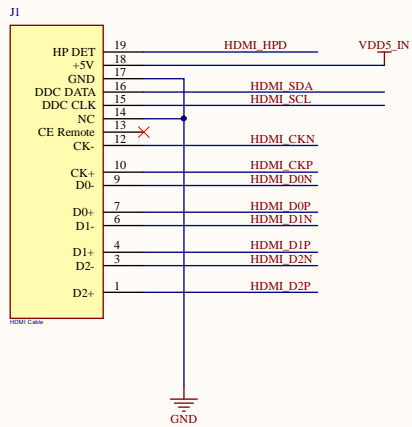 J1
HP DET 19 HDMI_HPD VDD5_IN
+5V 18
GND 17
DDC DATA 16 HDMI_SDA
DDC CLK 15 HDMI_SCL
NC 14
CE Remote 13
CK- 12 HDMI_CKN
CK+ 10 HDMI_CKP
D0- 9 HDMI_D0N
D0+ 7 HDMI_D0P
D1- 6 HDMI_D1N
D1+ 4 HDMI_D1P
D2- 3 HDMI_D2N
D2+ 1 HDMI_D2P
HDMI Cable
GND